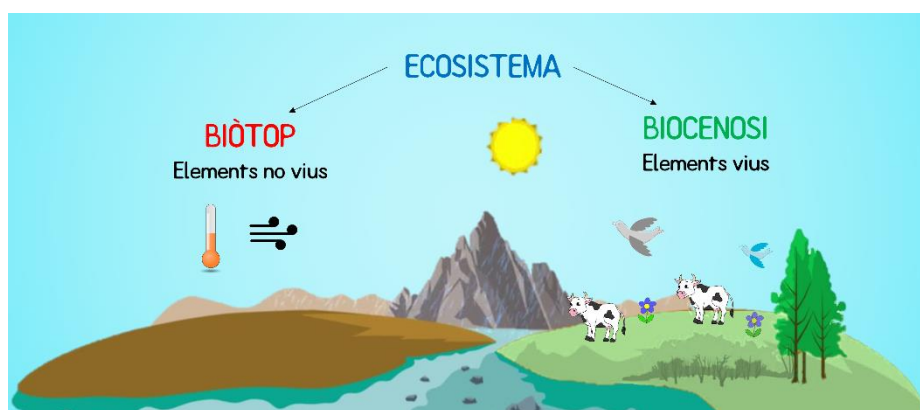 ECOSISTEMA
BIÒTOP
Elements no vius
BIOCENOSI
Elements vius